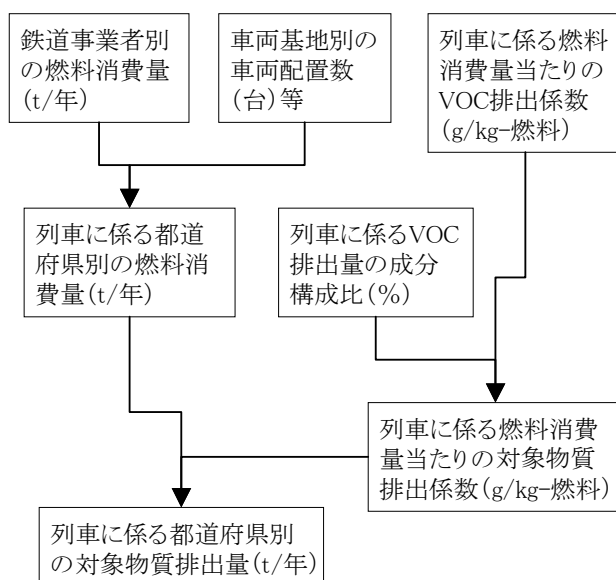 鉄道事業者別
の燃料消費量
(t/年)
車両基地別の
車両配置数
(台)等
列車に係る燃料
消費量当たりの
VOC排出係数
(g/kg-燃料)
列車に係る都道
府県別の燃料消
費量(t/年)
列車に係るVOC
排出量の成分
構成比(%)
列車に係る燃料消費
量当たりの対象物質
排出係数(g/kg-燃料)
列車に係る都道府県別
の対象物質排出量(t/年)